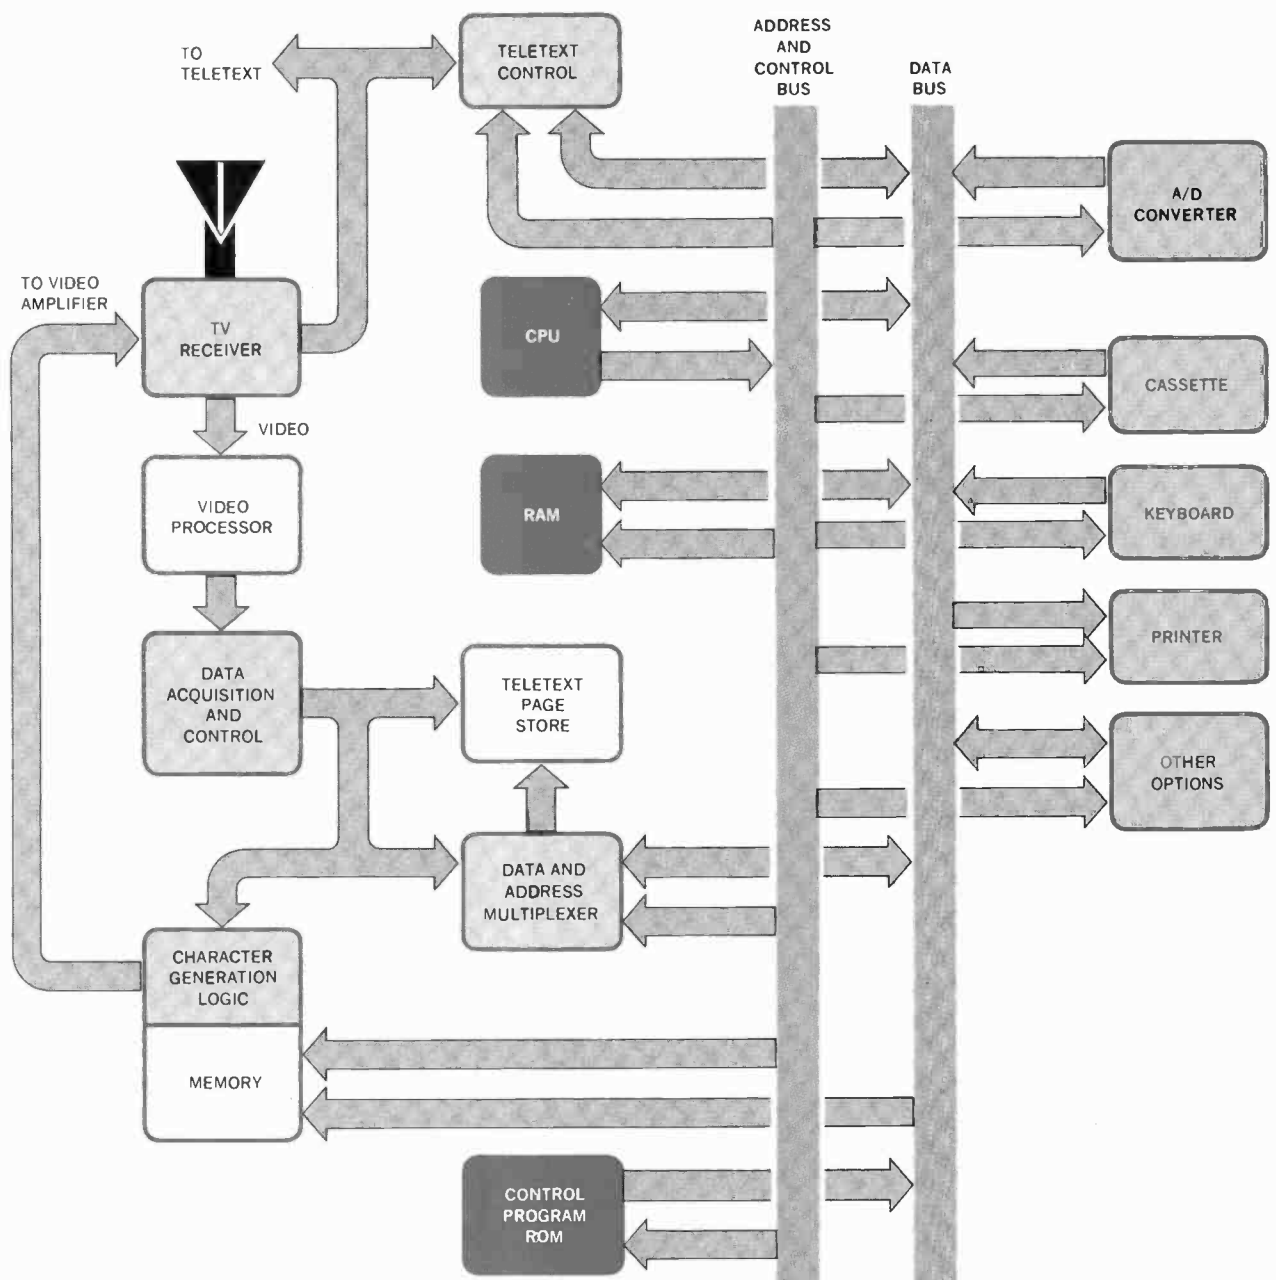 TO
TELETEXT
TELETEXT
CONTROL
ADDRESS
AND
CONTROL
BUS
DATA
BUS
A/D
CONVERTER
TO VIDEO
AMPLIFIER
TV
RECEIVER
CPU
CASSETTE
VIDEO
VIDEO
PROCESSOR
RAM
KEYBOARD
PRINTER
DATA
ACQUISITION
AND
CONTROL
TELETEXT
PAGE
STORE
OTHER
OPTIONS
DATA AND
ADDRESS
MULTIPLEXER
CHARACTER
GENERATION
LOGIC
MEMORY
CONTROL
PROGRAM
ROM